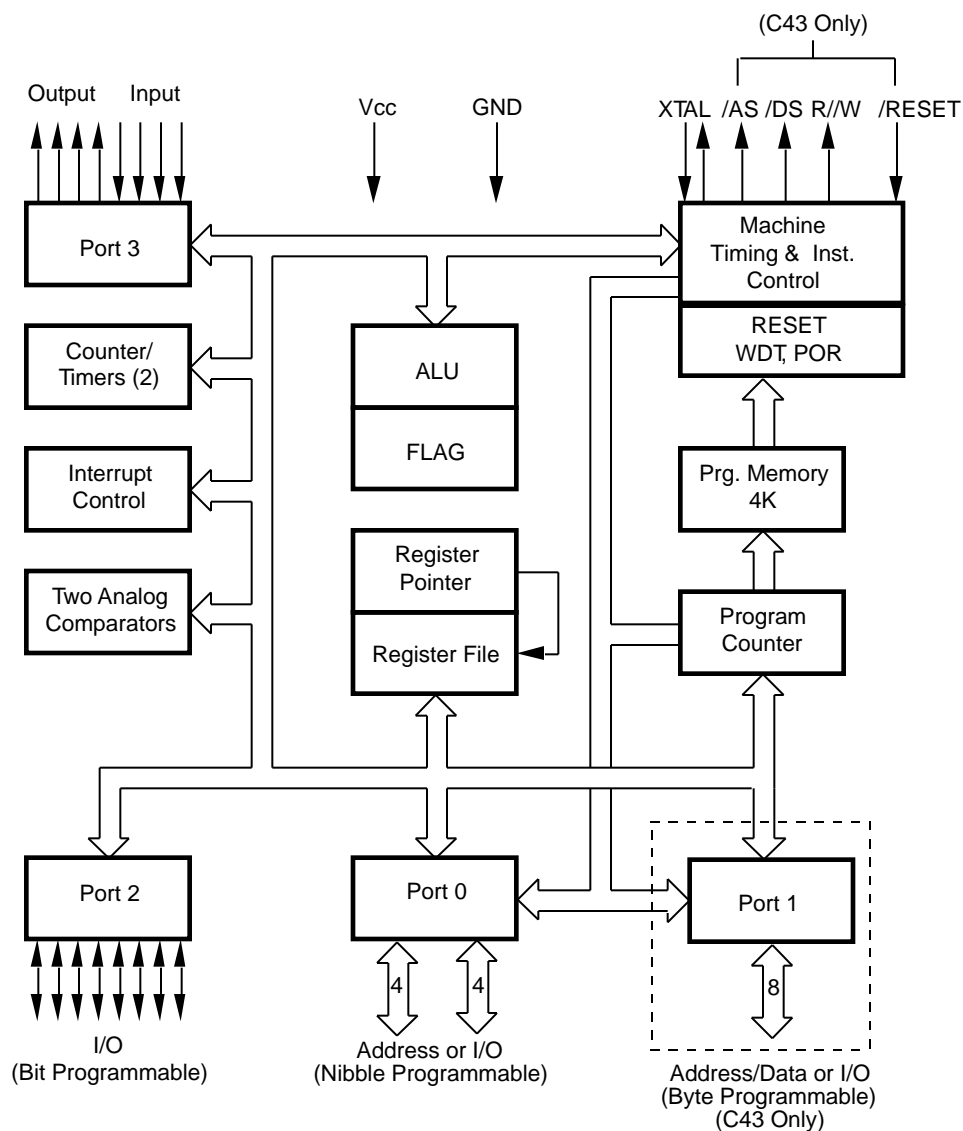 (C43 Only)
Output
Input
Vcc
GND
XTAL /AS /DS R//W /RESET
Port 3
Machine
Timing & Inst.
Control
RESET
WDT, POR
Counter/
Timers (2)
ALU
FLAG
Interrupt
Control
Prg. Memory
4K
Register
Pointer
Register File
Two Analog
Comparators
Program
Counter
Port 2
Port 0
Port 1
4
4
8
I/O
(Bit Programmable)
Address or I/O
(Nibble Programmable)
Address/Data or I/O
(Byte Programmable)
(C43 Only)